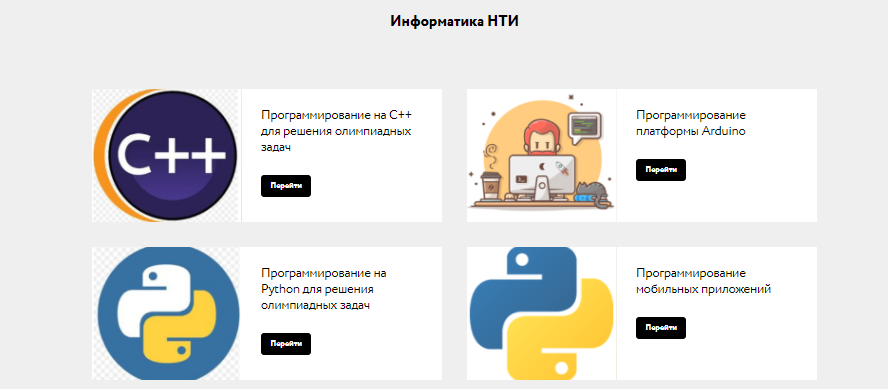 Информатика НТИ
C++
Программирование на C++
для решения олимпиадных
задач
Перейти
Программирование
платформы Arduino
Перейти
Программирование на
Python для решения
олимпиадных задач
Перейти
Программирование
мобильных приложений
Перейти